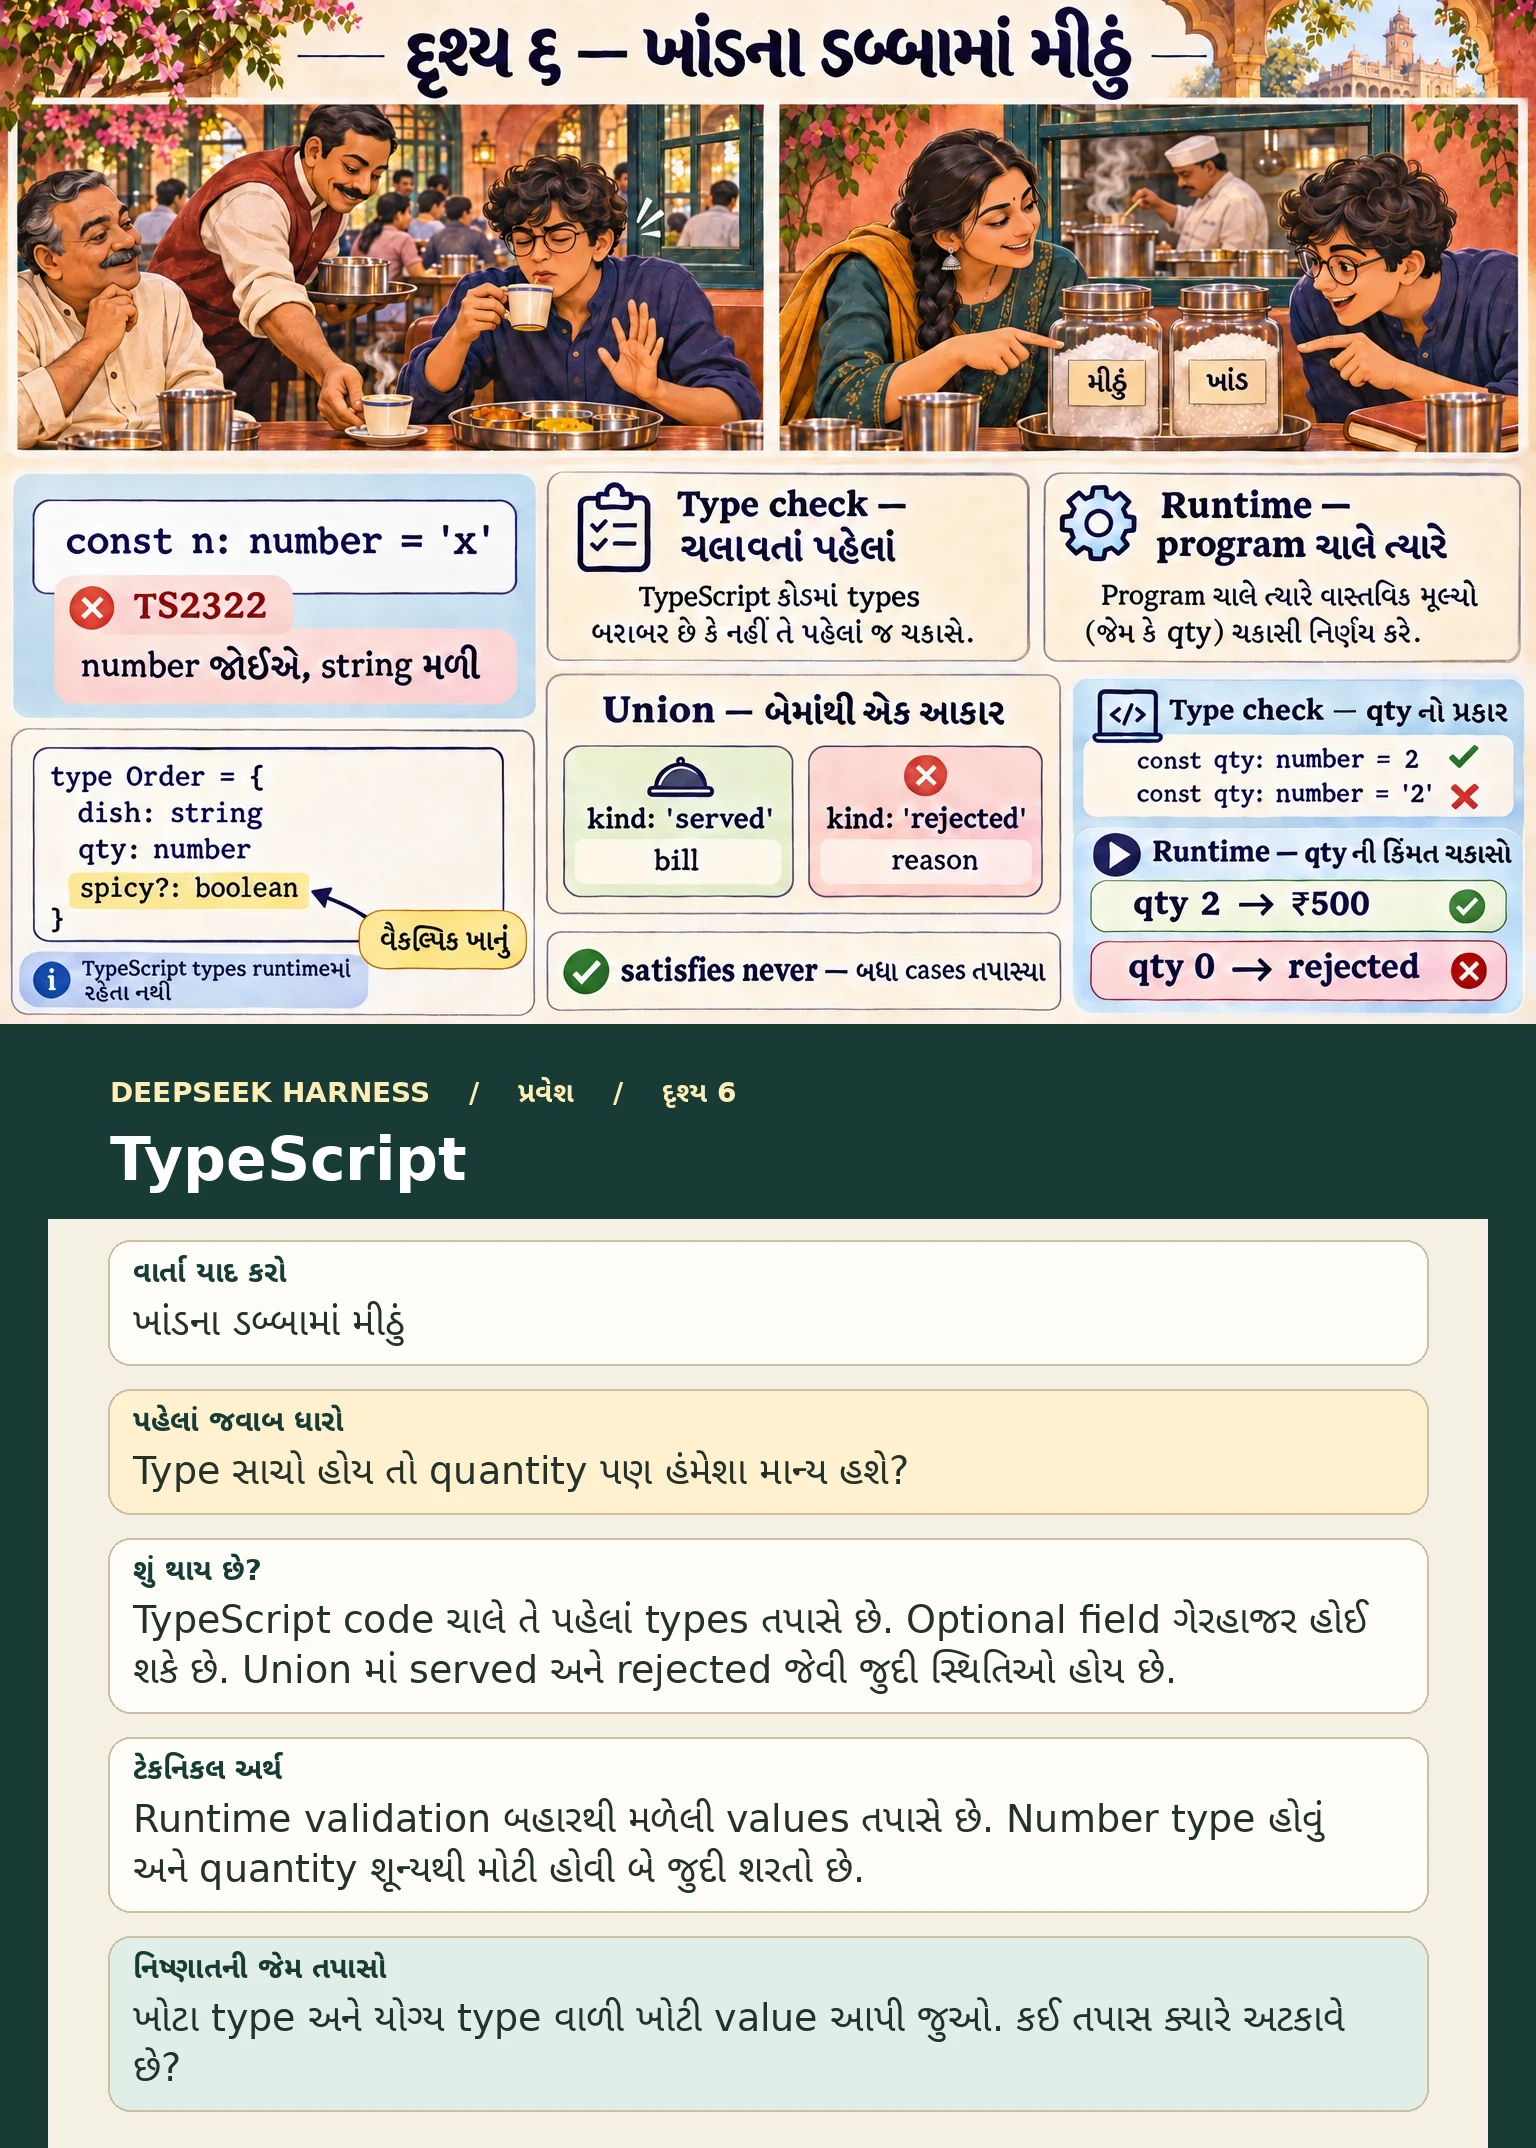 દૃશ્ય ૬ — ખાંડના ડબ્બામાં મીઠું
મીઠું
ખાંડ
const n: number = 'x'
TS2322
number જોઈએ, string મળી
Type check —
ચલાવતાં પહેલાં
TypeScript કોડમાં types
બરાબર છે કે નહીં તે પહેલાં જ ચકાસે.
Runtime —
program ચાલે ત્યારે
Program ચાલે ત્યારે વાસ્તવિક મૂલ્યો
(જેમ કે qty) ચકાસી નિર્ણય કરે.
type Order = {
dish: string
qty: number
spicy?: boolean
}
વૈકલ્પિક ખાનું
i
TypeScript types runtimeમાં
રહેતા નથી
Union — બેમાંથી એક આકાર
kind: 'served'
bill
kind: 'rejected'
reason
satisfies never — બધા cases તપાસ્યા
</> Type check — qty નો પ્રકાર
const qty: number = 2
const qty: number = '2'
Runtime — qty ની કિંમત ચકાસો
qty 2 → ₹500
qty 0 → rejected
DEEPSEEK HARNESS / પ્રવેશ / દૃશ્ય 6
TypeScript
વાર્તા યાદ કરો
ખાંડના ડબ્બામાં મીઠું
પહેલાં જવાબ ધારો
Type સાચો હોય તો quantity પણ હંમેશા માન્ય હશે?
શું થાય છે?
TypeScript code ચાલે તે પહેલાં types તપાસે છે. Optional field ગેરહાજર હોઈ
શકે છે. Union માં served અને rejected જેવી જુદી સ્થિતિઓ હોય છે.
ટેકનિકલ અર્થ
Runtime validation બહારથી મળેલી values તપાસે છે. Number type હોવું
અને quantity શૂન્યથી મોટી હોવી બે જુદી શરતો છે.
નિષ્ણાતની જેમ તપાસો
ખોટા type અને યોગ્ય type વાળી ખોટી value આપી જુઓ. કઈ તપાસ ક્યારે અટકાવે
છે?